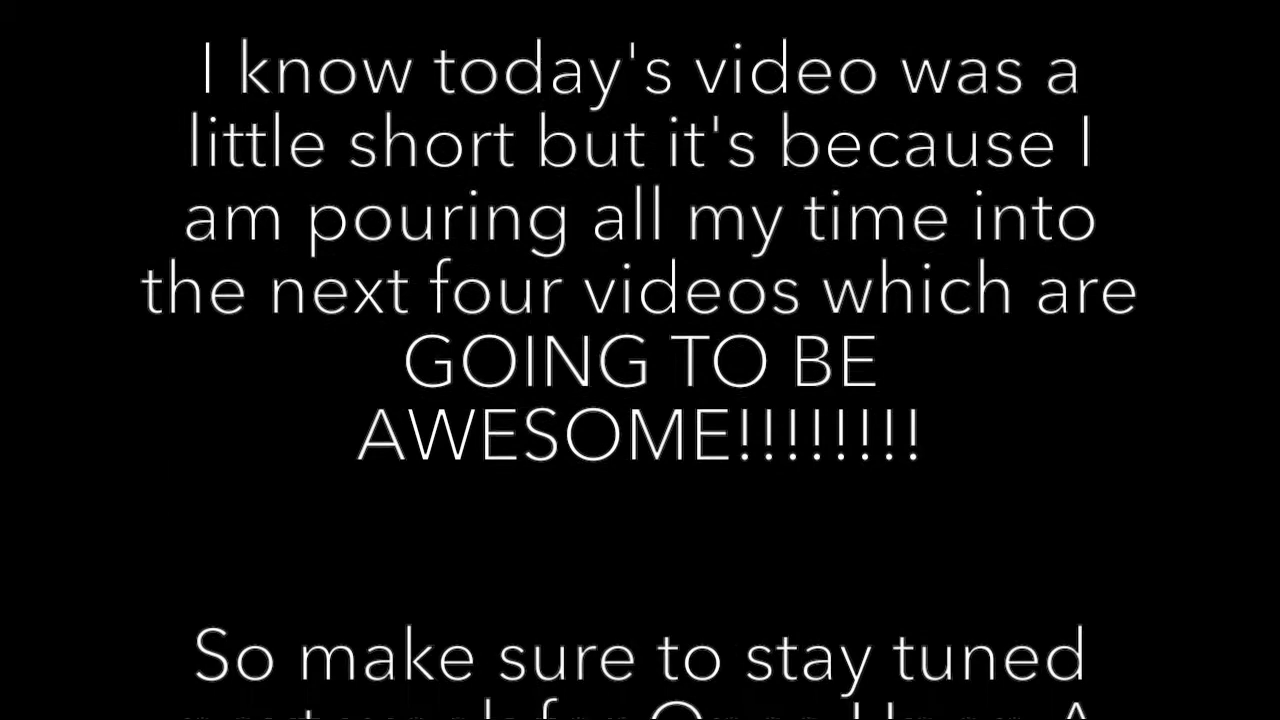 I know today's video was a
little short but it's because I
am pouring all my time into
the next four videos which are
GOING TO BE
AWESOME!!!!!!!!
So make sure to stay tuned